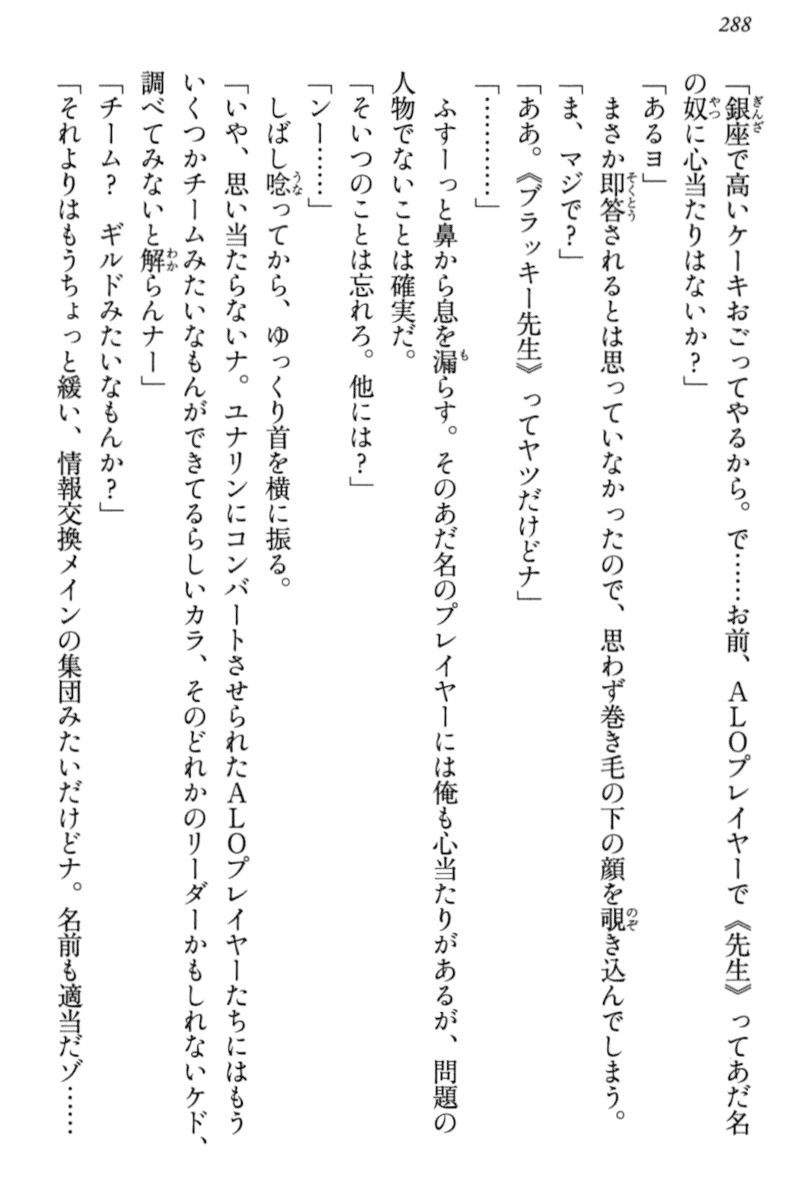 288
「銀座で高いケーキおごってやるから。で……お前、ＡＬＯプレイヤーで《先生》ってあだ名
の奴に心当たりはないか？」
「あるヨ」
まさか即答されるとは思っていなかったので、思わず巻き毛の下の顔を覗き込んでしまう。
「ま、マジで？」
「ああ。《ブラッキー先生》ってヤツだけどナ」
「…………」
ふすーっと鼻から息を漏らす。そのあだ名のプレイヤーには俺も心当たりがあるが、問題の
人物でないことは確実だ。
「そいつのことは忘れろ。他には？」
「ンー……」
しばし唸ってから、ゆっくり首を横に振る。
「いや、思い当たらないナ。ユナリンにコンバートさせられたＡＬＯプレイヤーたちにはもう
いくつかチームみたいなもんができてるらしいカラ、そのどれかのリーダーかもしれないケド、
調べてみないと解らんナー」
「チーム？　ギルドみたいなもんか？」
「それよりはもうちょっと緩い、情報交換メインの集団みたいだけどナ。名前も適当だゾ……